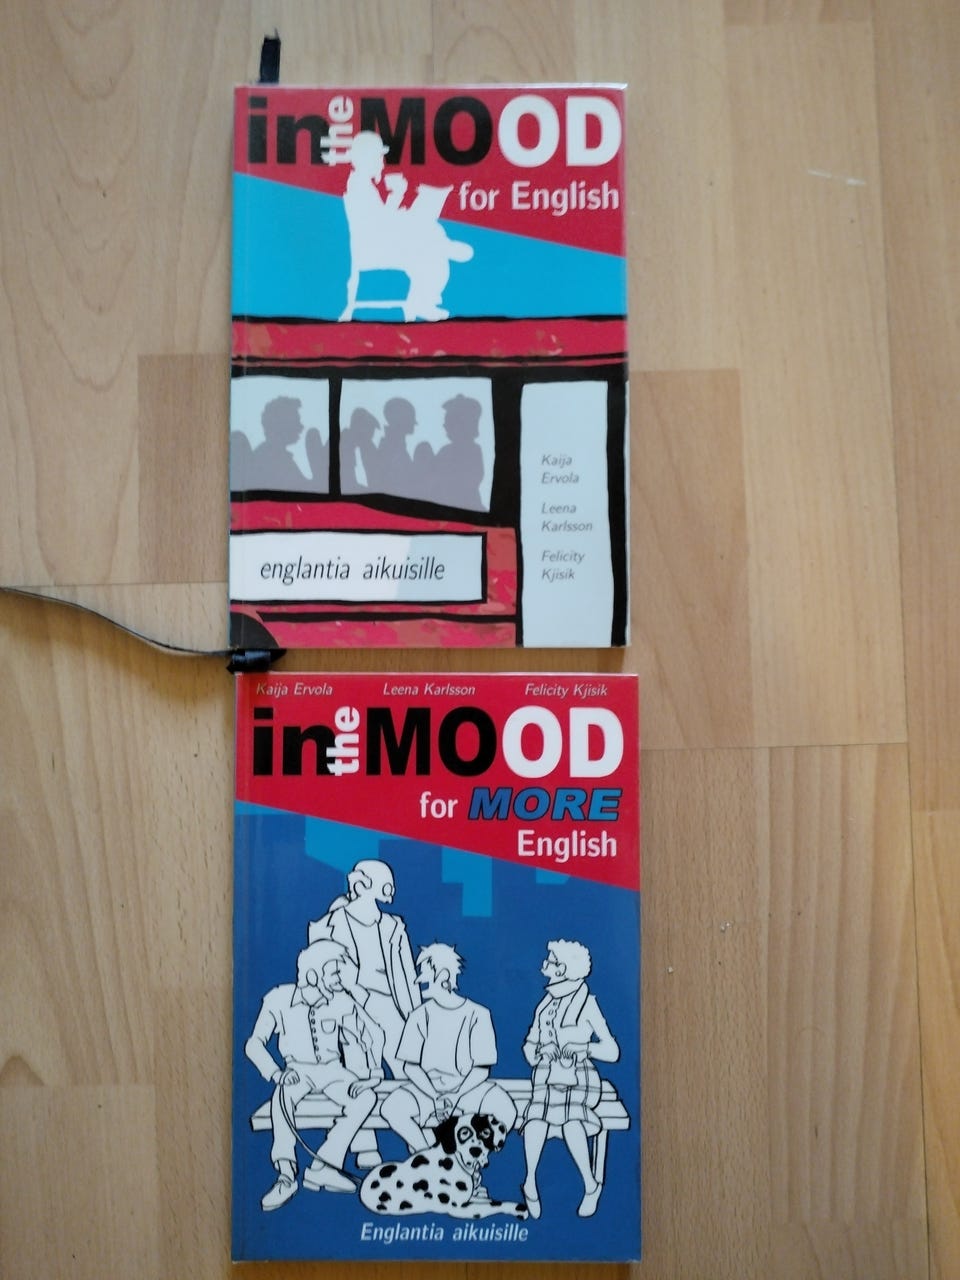 in the MOOD
for English
Kaija
Ervola
Leena
Karlsson
Felicity
Kjisik
englantia aikuisille
Kaija Ervola Leena Karlsson Felicity Kjisik
in the MOOD
for MORE
English
Englantia aikuisille